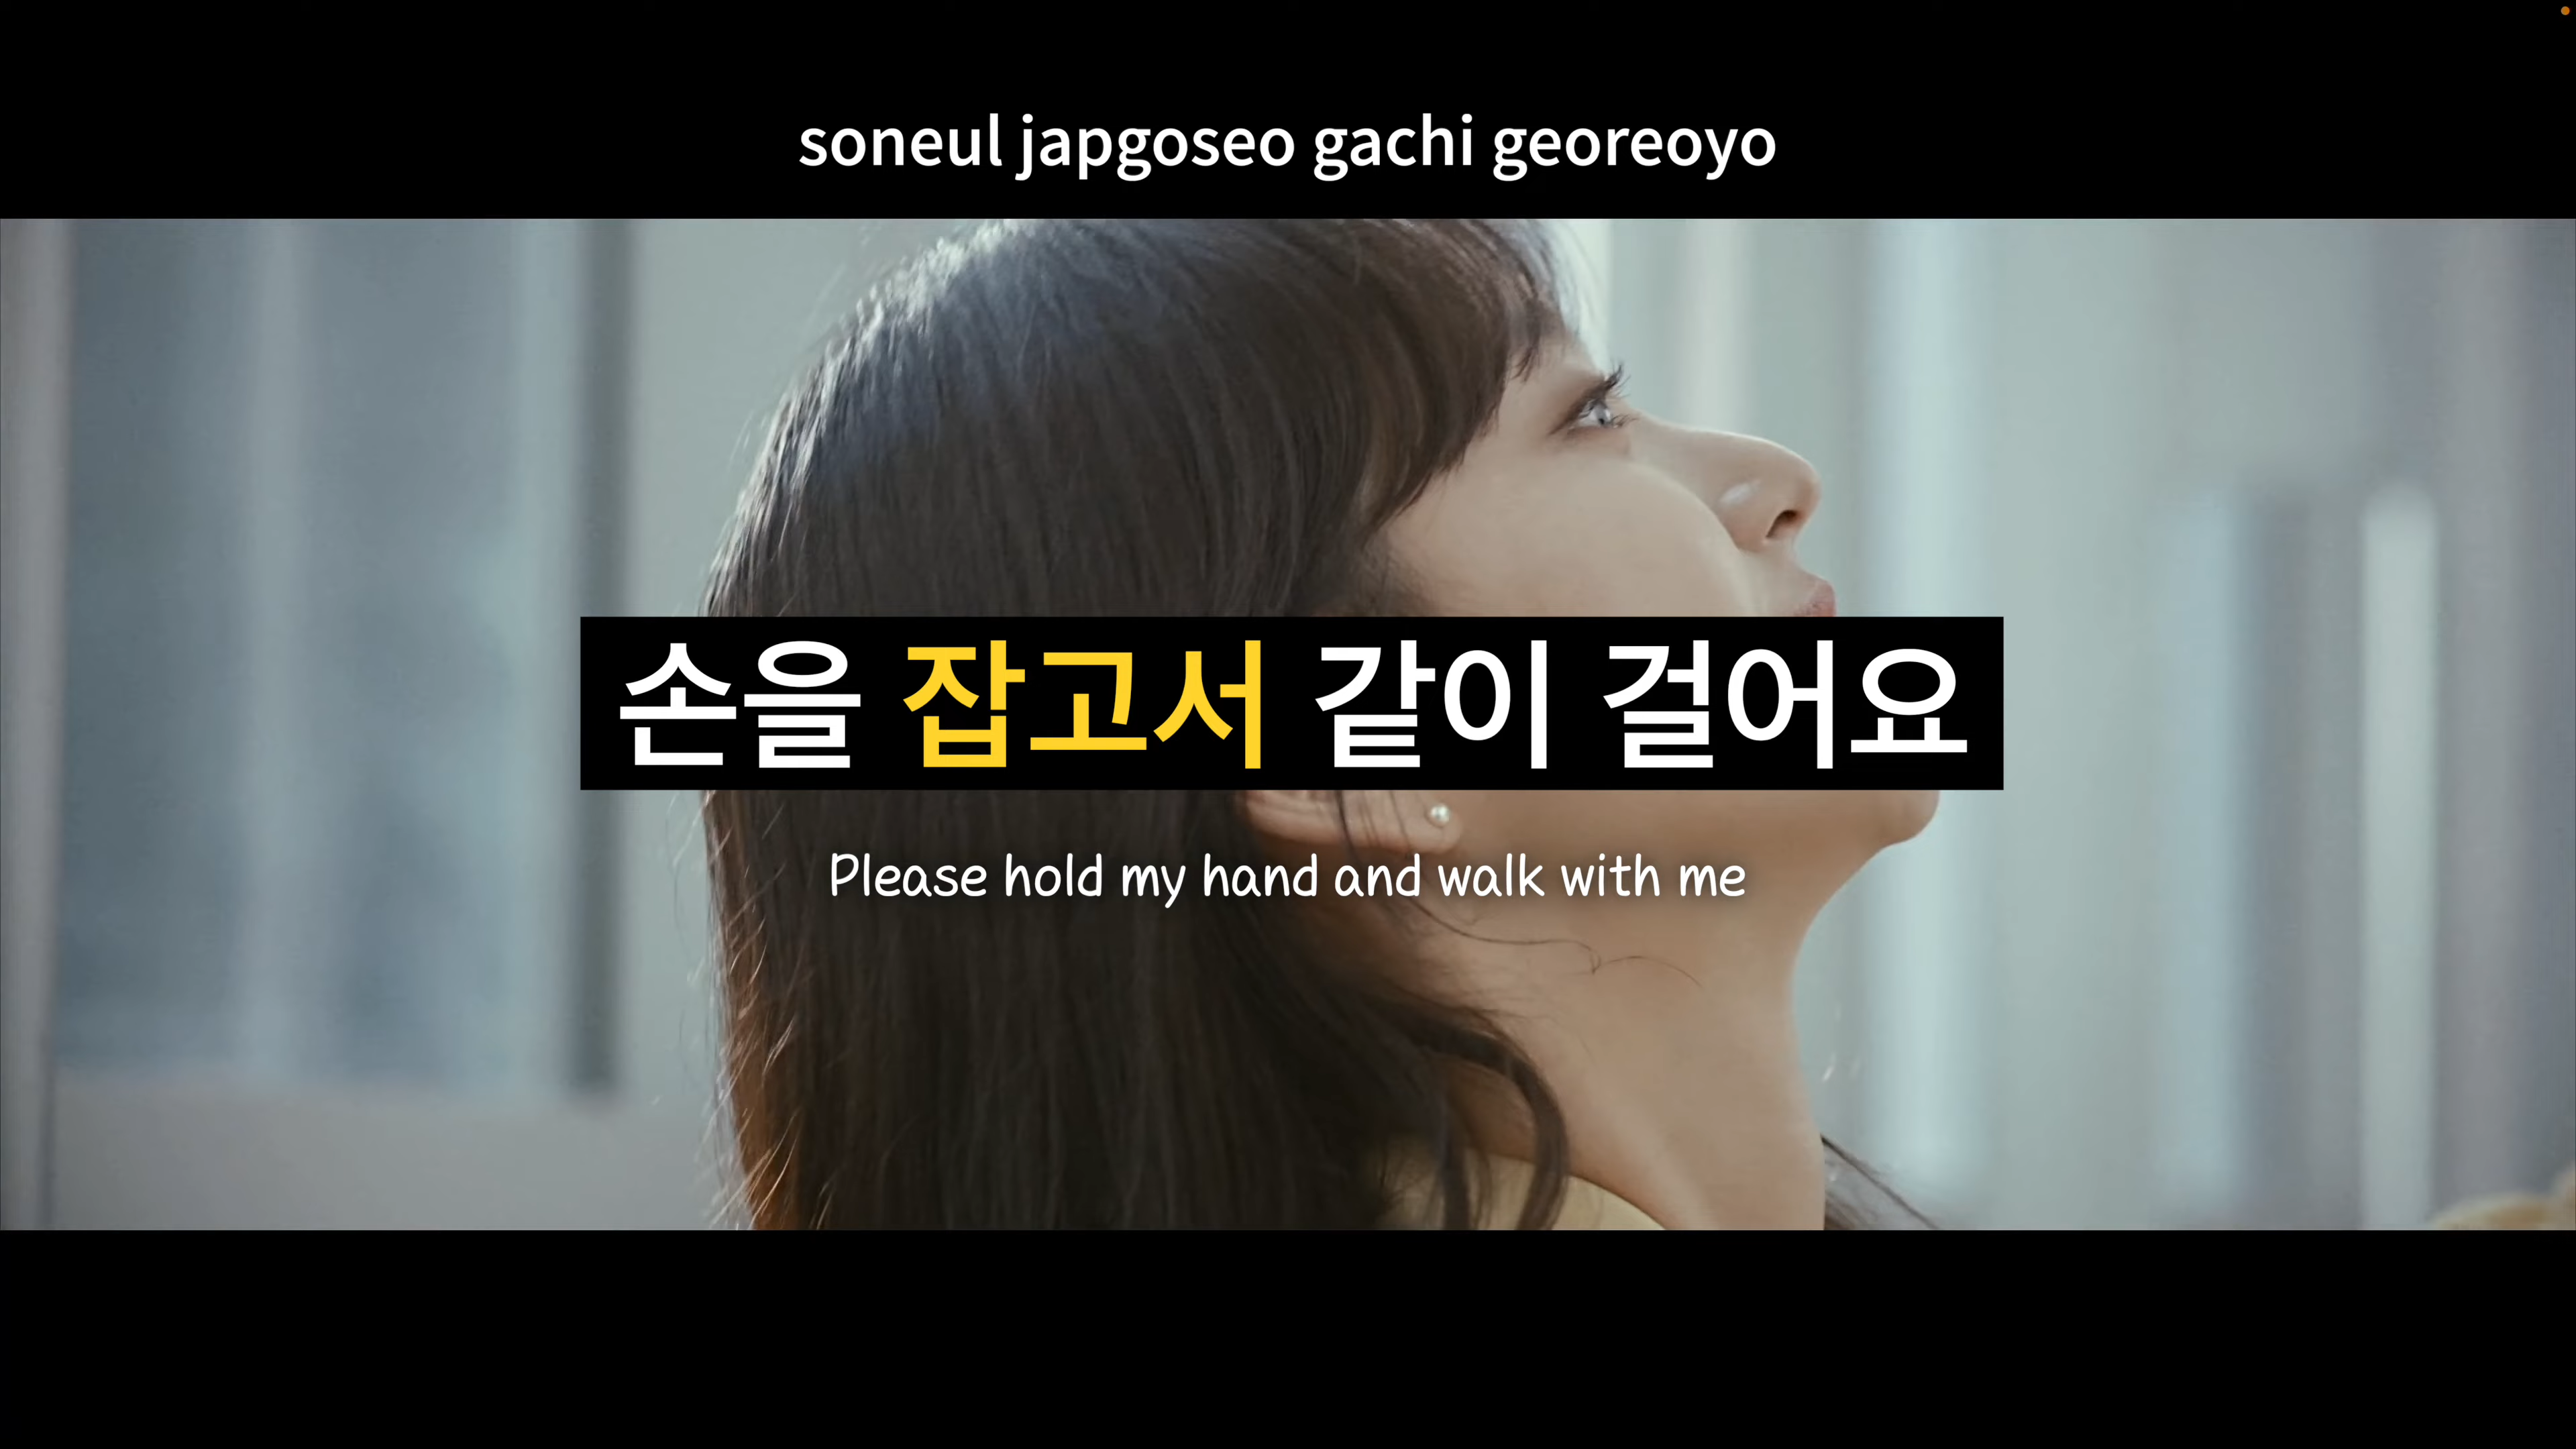 soneul japgoseo gachi georeoyo
손을 잡고서 같이 걸어요
Please hold my hand and walk with me